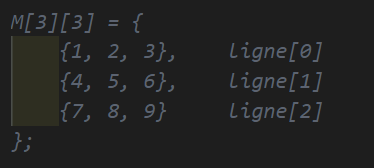 M[3][3] = {
    {1, 2, 3},    ligne[0]
    {4, 5, 6},    ligne[1]
    {7, 8, 9}     ligne[2]
};